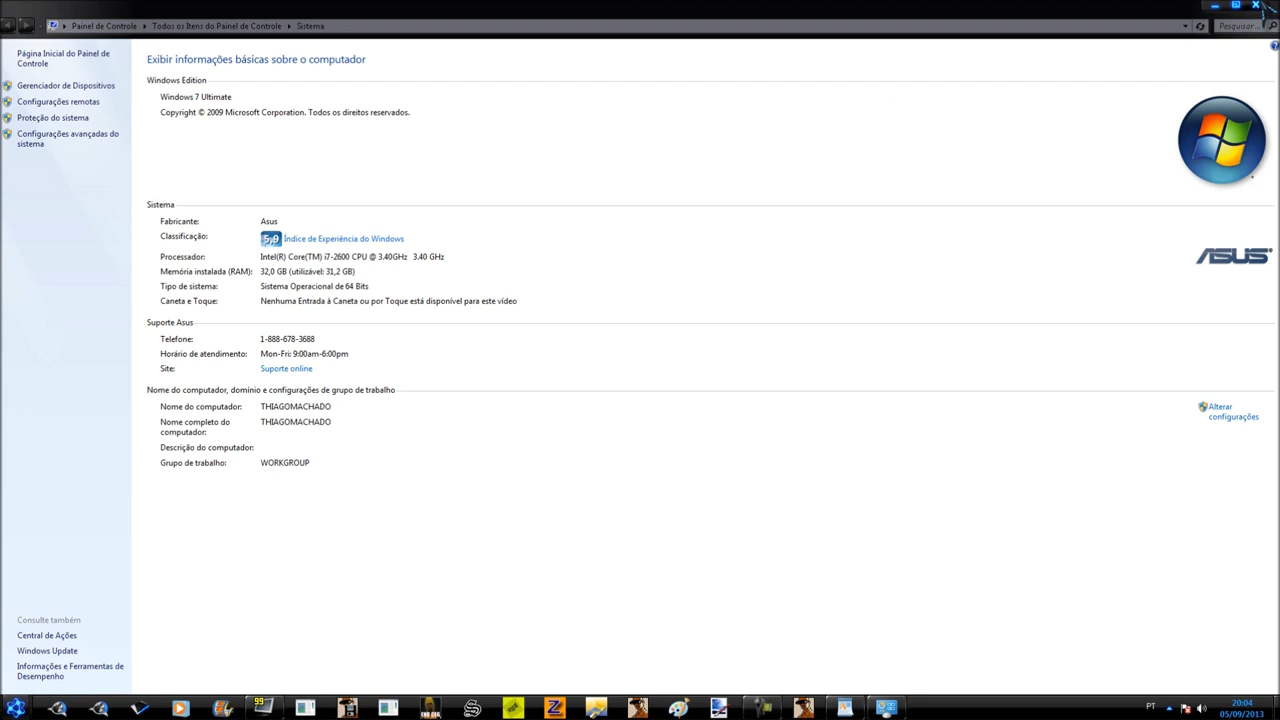 Painel de Controle
Todos os Itens do Painel de Controle
Sistema
Pesquisar...
Página Inicial do Painel de
Controle
Gerenciador de Dispositivos
Configurações remotas
Proteção do sistema
Configurações avançadas do
sistema
Exibir informações básicas sobre o computador
Windows Edition
Windows 7 Ultimate
Copyright © 2009 Microsoft Corporation. Todos os direitos reservados.
Sistema
Fabricante: Asus
Classificação: 5,9 Índice de Experiência do Windows
Processador: Intel(R) Core(TM) i7-2600 CPU @ 3.40GHz 3.40 GHz
ASUS
Memória instalada (RAM): 32,0 GB (utilizável: 31,2 GB)
Tipo de sistema: Sistema Operacional de 64 Bits
Caneta e Toque: Nenhuma Entrada à Caneta ou por Toque está disponível para este vídeo
Suporte Asus
Telefone: 1-888-678-3688
Horário de atendimento: Mon-Fri: 9:00am-6:00pm
Site: Suporte online
Nome do computador, domínio e configurações de grupo de trabalho
Nome do computador: THIAGOMACHADO
Alterar
configurações
Nome completo do
computador:
THIAGOMACHADO
Descrição do computador:
Grupo de trabalho: WORKGROUP
Consulte também
Central de Ações
Windows Update
Informações e Ferramentas de
Desempenho
99
PT
20:04
05/09/2013